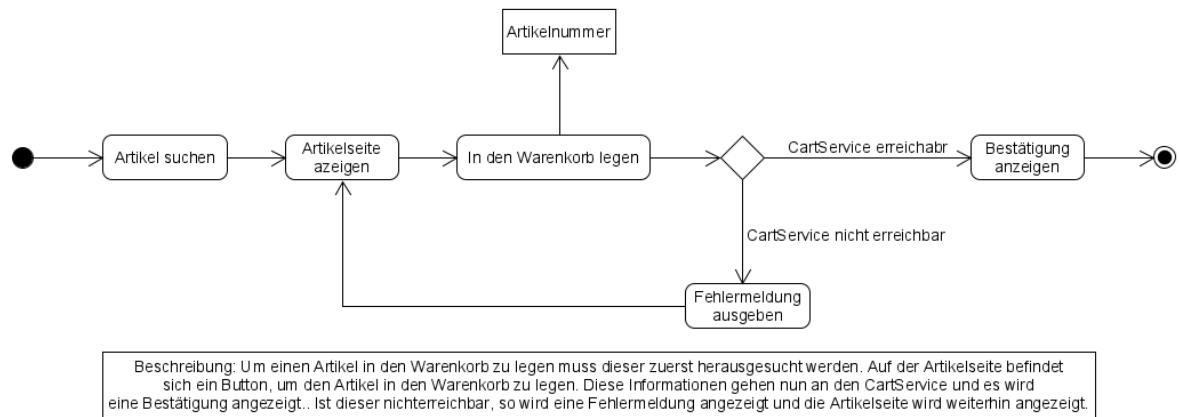 Artikelnummer
Artikel suchen
Artikelseite
azeigen
In den Warenkorb legen
CartService erreichabr
Bestätigung
anzeigen
CartService nicht erreichbar
Fehlermeldung
ausgeben
Beschreibung: Um einen Artikel in den Warenkorb zu legen muss dieser zuerst herausgesucht werden. Auf der Artikelseite befindet
sich ein Button, um den Artikel in den Warenkorb zu legen. Diese Informationen gehen nun an den CartService und es wird
eine Bestätigung angezeigt.. Ist dieser nichterreichbar, so wird eine Fehlermeldung angezeigt und die Artikelseite wird weiterhin angezeigt.